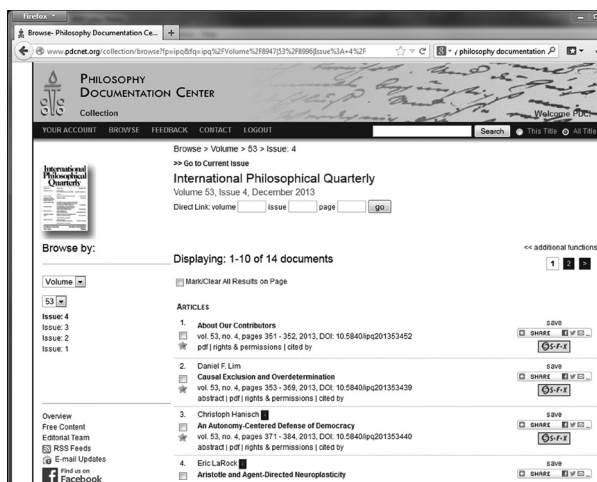 Firefox
Browse- Philosophy Documentation Ce...
www.pdcnet.org/collection/browse?fp=ipq&fq=ipq%2FVolume%2F8947|53%2F8996|Issue%3A+4%2F
philosophy documentation
PHILOSOPHY
DOCUMENTATION CENTER
Collection
Welcome PDC!
YOUR ACCOUNT BROWSE FEEDBACK CONTACT LOGOUT
Search This Title All Title
Browse > Volume > 53 > Issue: 4
>> Go to Current Issue
International Philosophical Quarterly
Volume 53, Issue 4, December 2013
Direct Link: volume issue page go
International
Philosophical
Quarterly
Browse by:
Volume
53
Issue: 4
Issue: 3
Issue: 2
Issue: 1
<< additional functions
Displaying: 1-10 of 14 documents
1 2 >
Mark/Clear All Results on Page
ARTICLES
1. About Our Contributors
vol. 53, no. 4, pages 351 - 352, 2013, DOI: 10.5840/ipq201353452
pdf | rights & permissions | cited by
save
SHARE
S·F·X
2. Daniel F. Lim
Causal Exclusion and Overdetermination
vol. 53, no. 4, pages 353 - 369, 2013, DOI: 10.5840/ipq201353439
abstract | pdf | rights & permissions | cited by
save
SHARE
S·F·X
3. Christoph Hanisch
An Autonomy-Centered Defense of Democracy
vol. 53, no. 4, pages 371 - 384, 2013, DOI: 10.5840/ipq201353440
abstract | pdf | rights & permissions | cited by
save
SHARE
S·F·X
4. Eric LaRock
Aristotle and Agent-Directed Neuroplasticity
save
SHARE
Overview
Free Content
Editorial Team
RSS Feeds
E-mail Updates
Find us on
Facebook